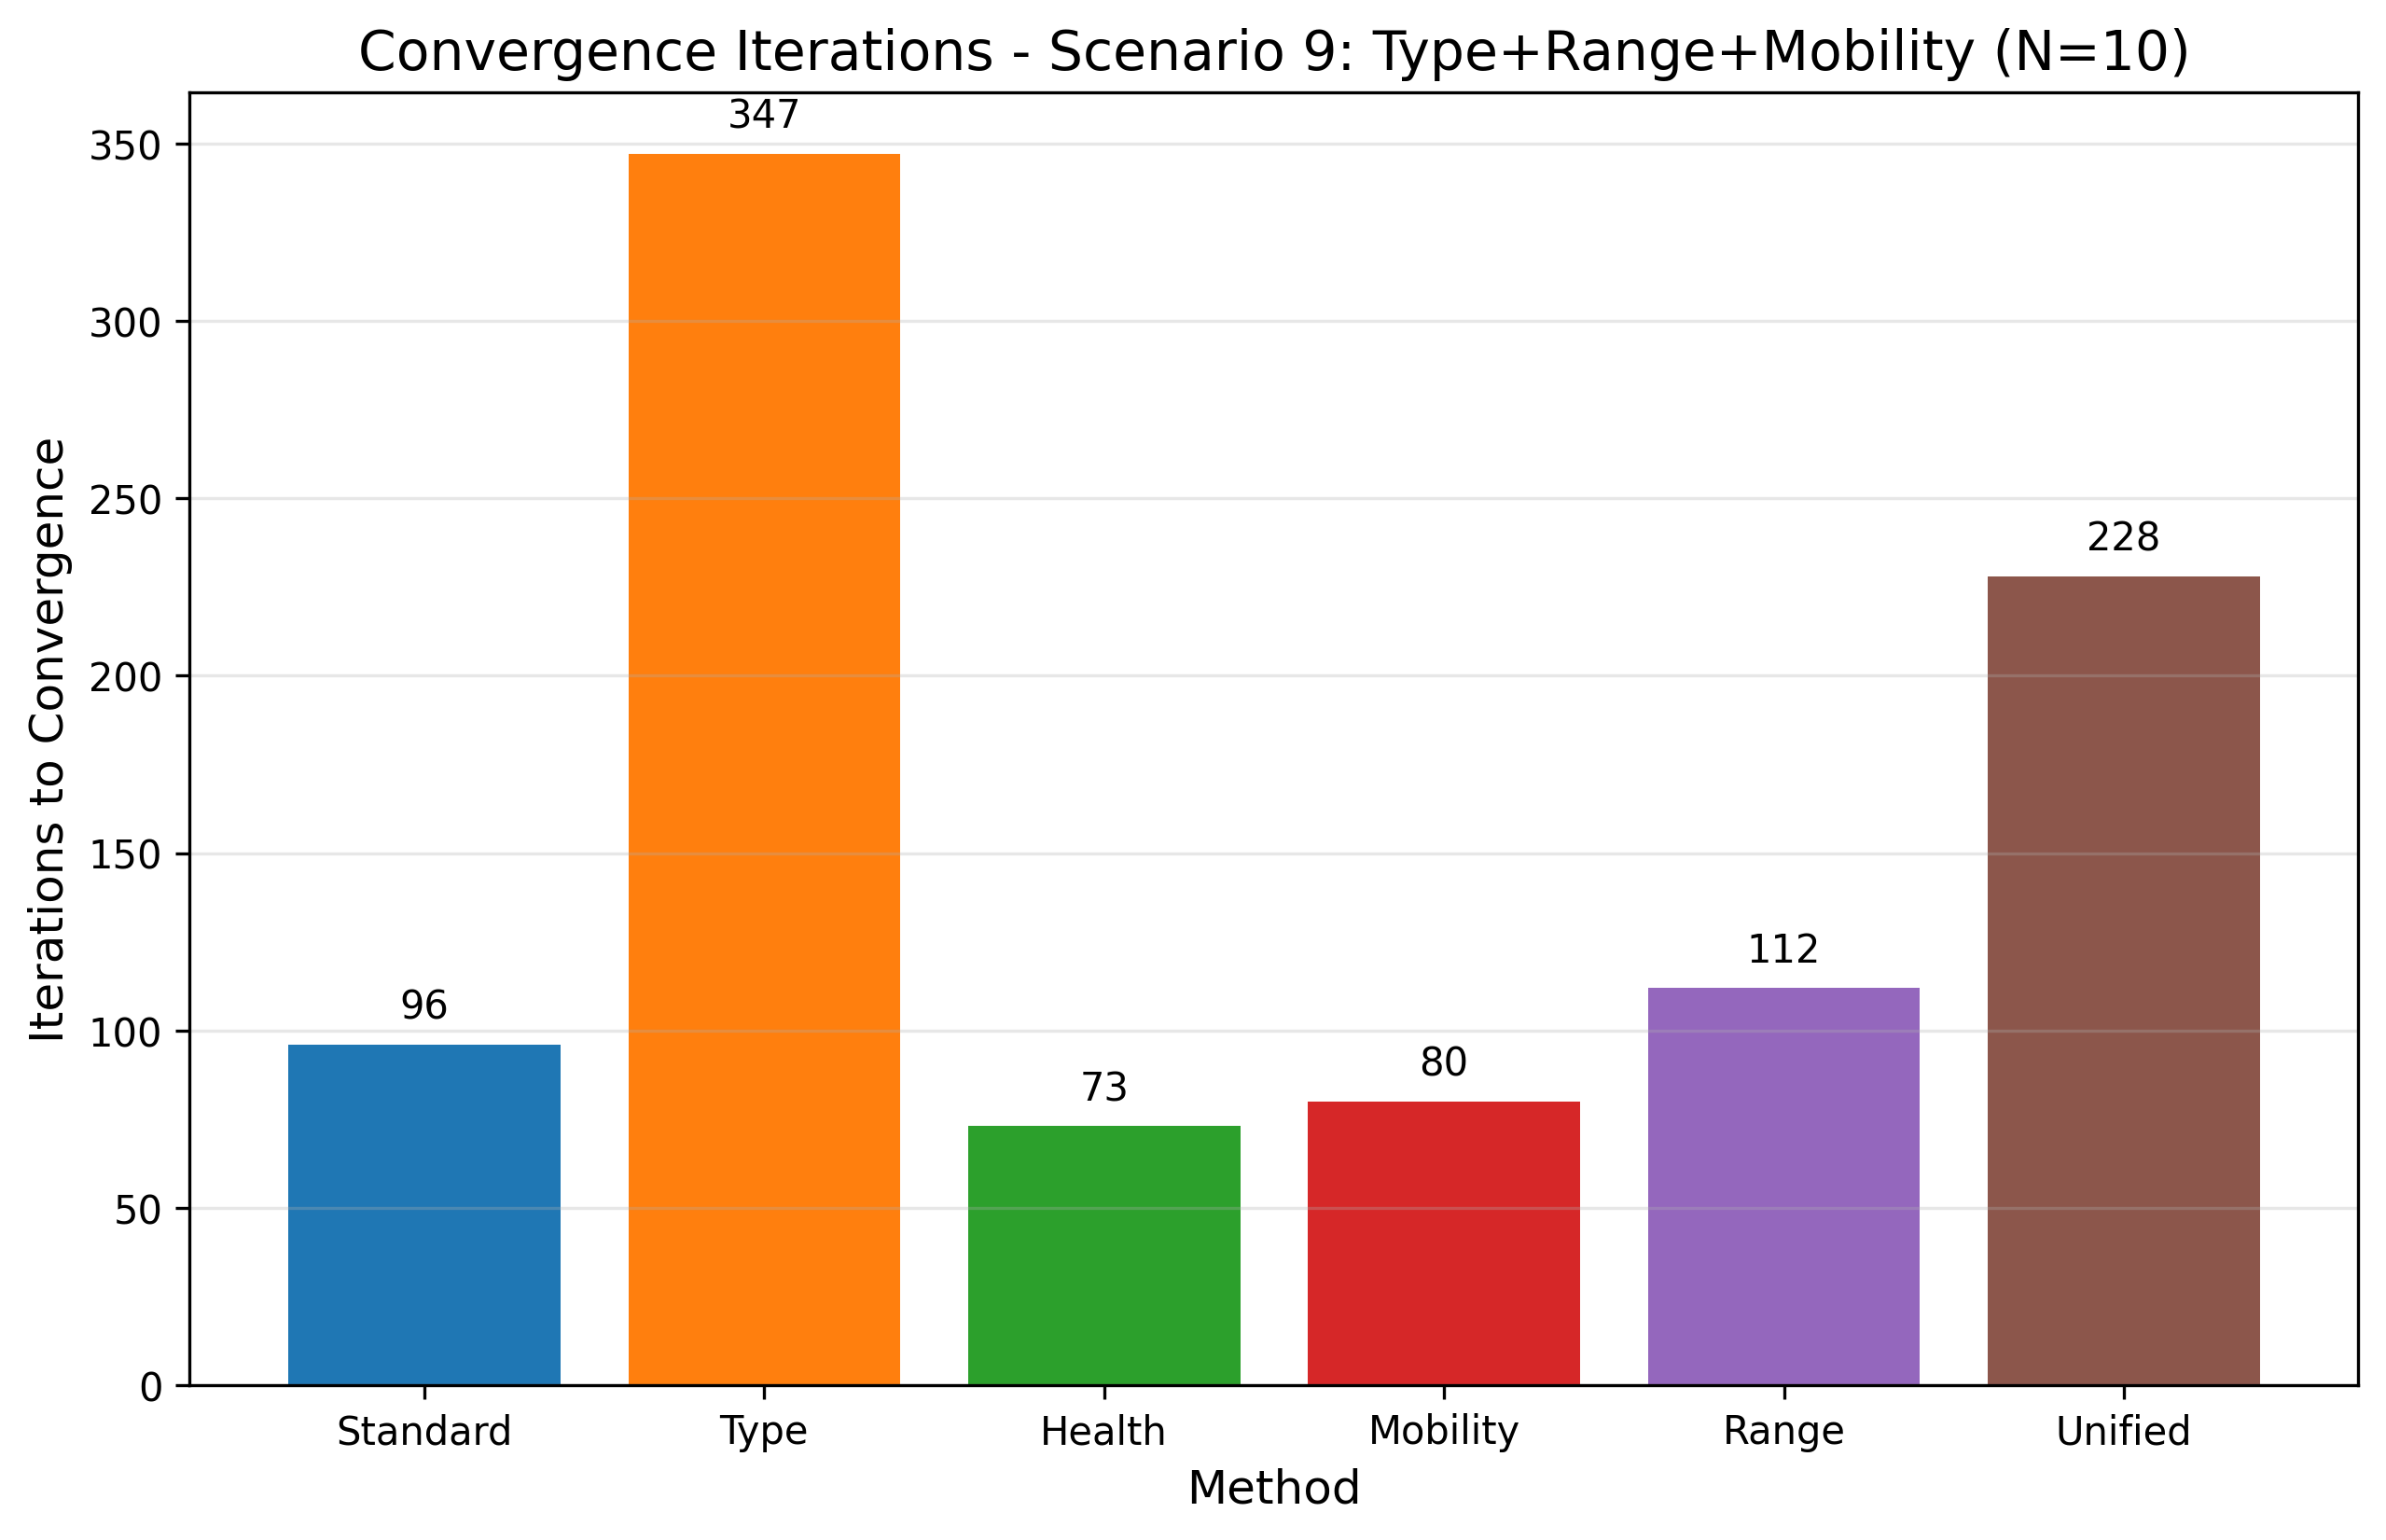 Convergence Iterations - Scenario 9: Type+Range+Mobility (N=10)
Iterations to Convergence
350
300
250
200
150
100
50
0
96
347
73
80
112
228
Standard
Type
Health
Mobility
Range
Unified
Method